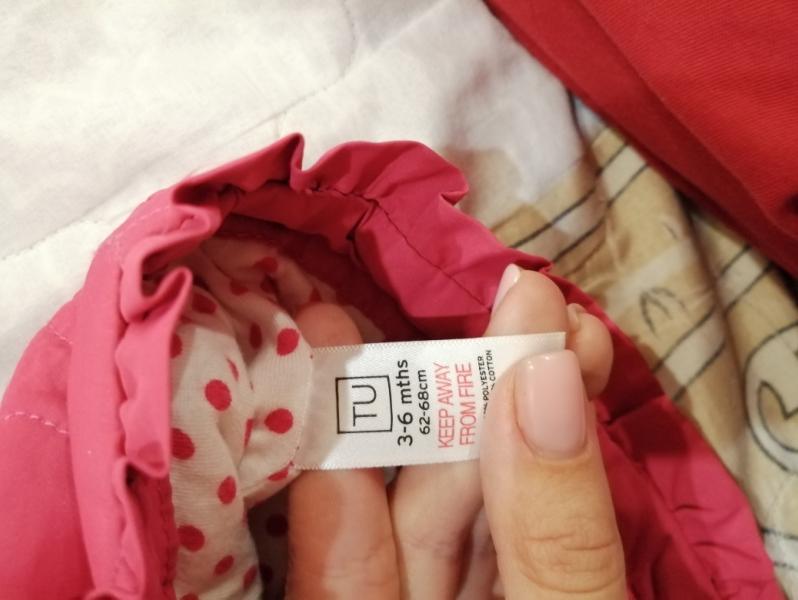 TU
3-6 mths
62-68cm
KEEP AWAY
FROM FIRE
POLYESTER
COTTON